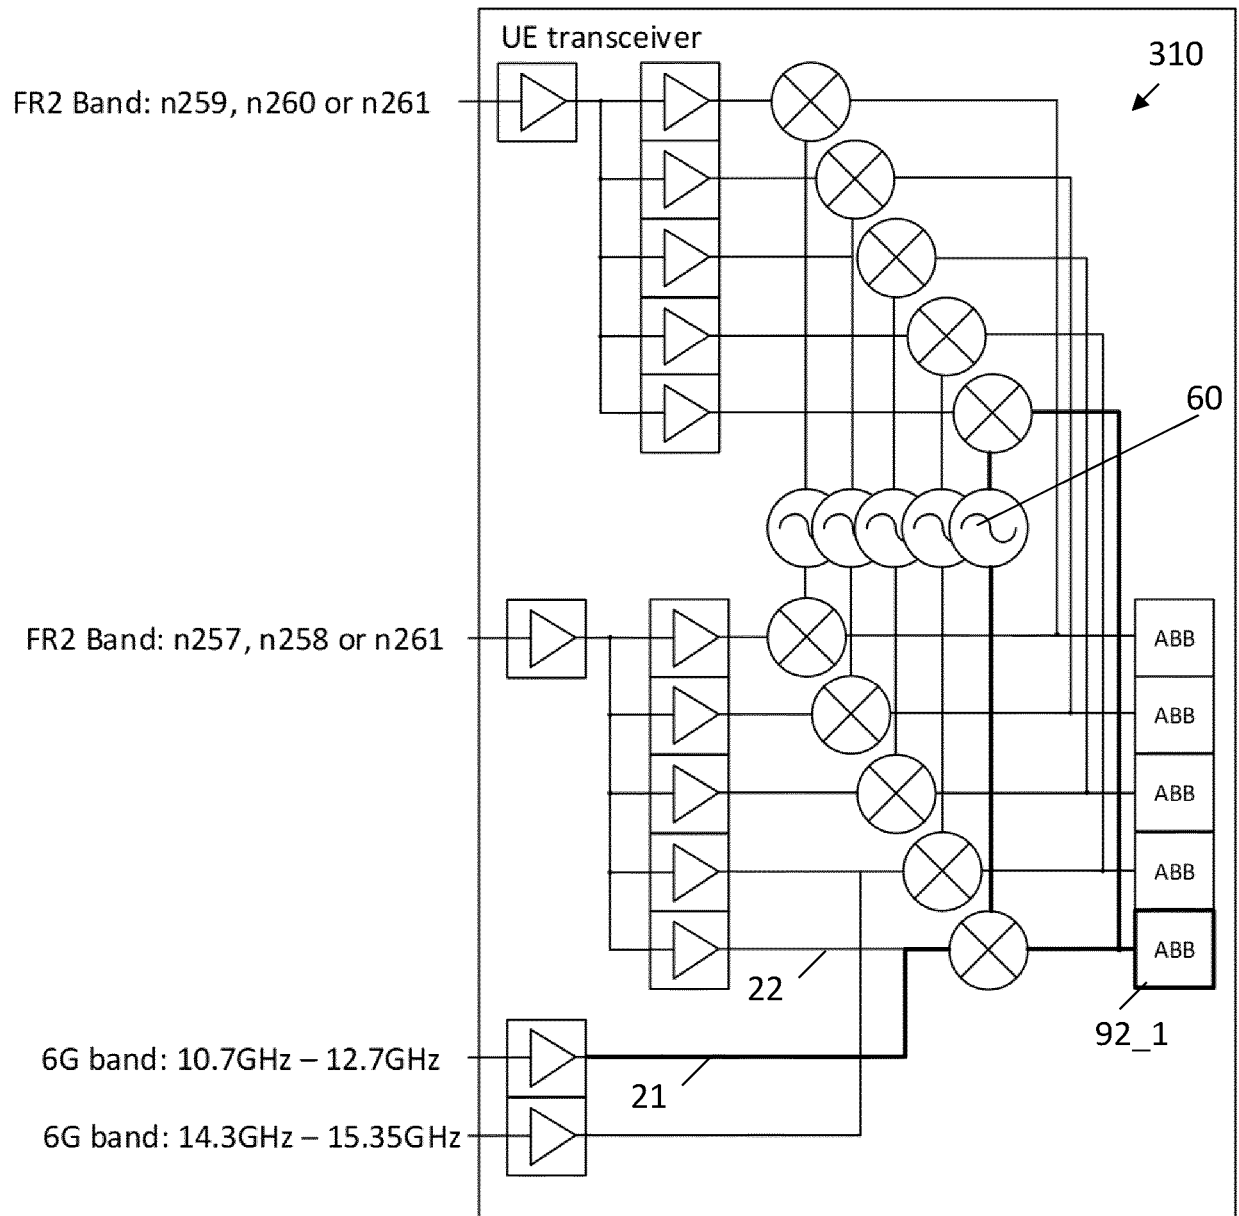 UE transceiver
310
FR2 Band: n259, n260 or n261
60
FR2 Band: n257, n258 or n261
ABB
ABB
ABB
ABB
ABB
22
92_1
6G band: 10.7GHz – 12.7GHz
21
6G band: 14.3GHz – 15.35GHz